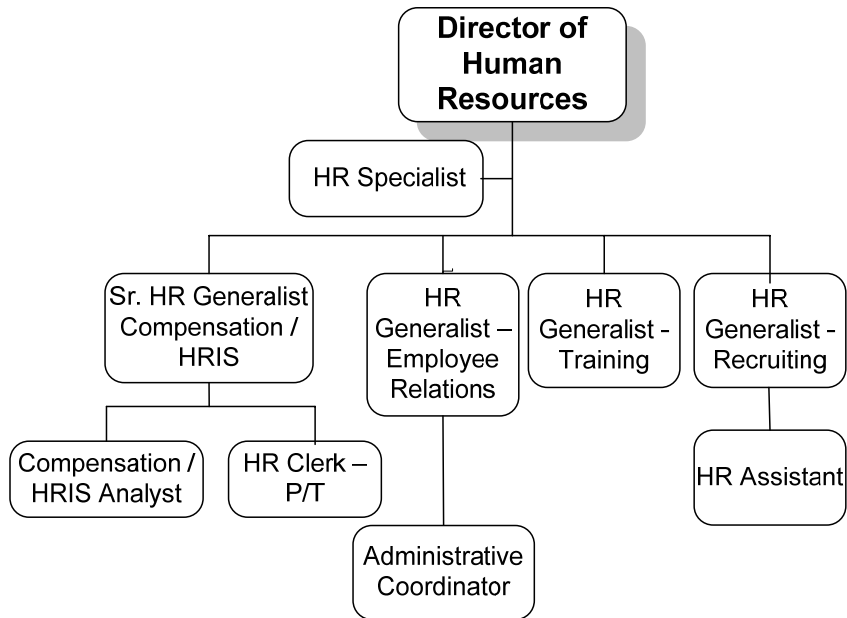 Director of
Human
Resources
HR Specialist
Sr. HR Generalist
Compensation /
HRIS
HR
Generalist –
Employee
Relations
HR
Generalist -
Training
HR
Generalist -
Recruiting
Compensation /
HRIS Analyst
HR Clerk –
P/T
HR Assistant
Administrative
Coordinator